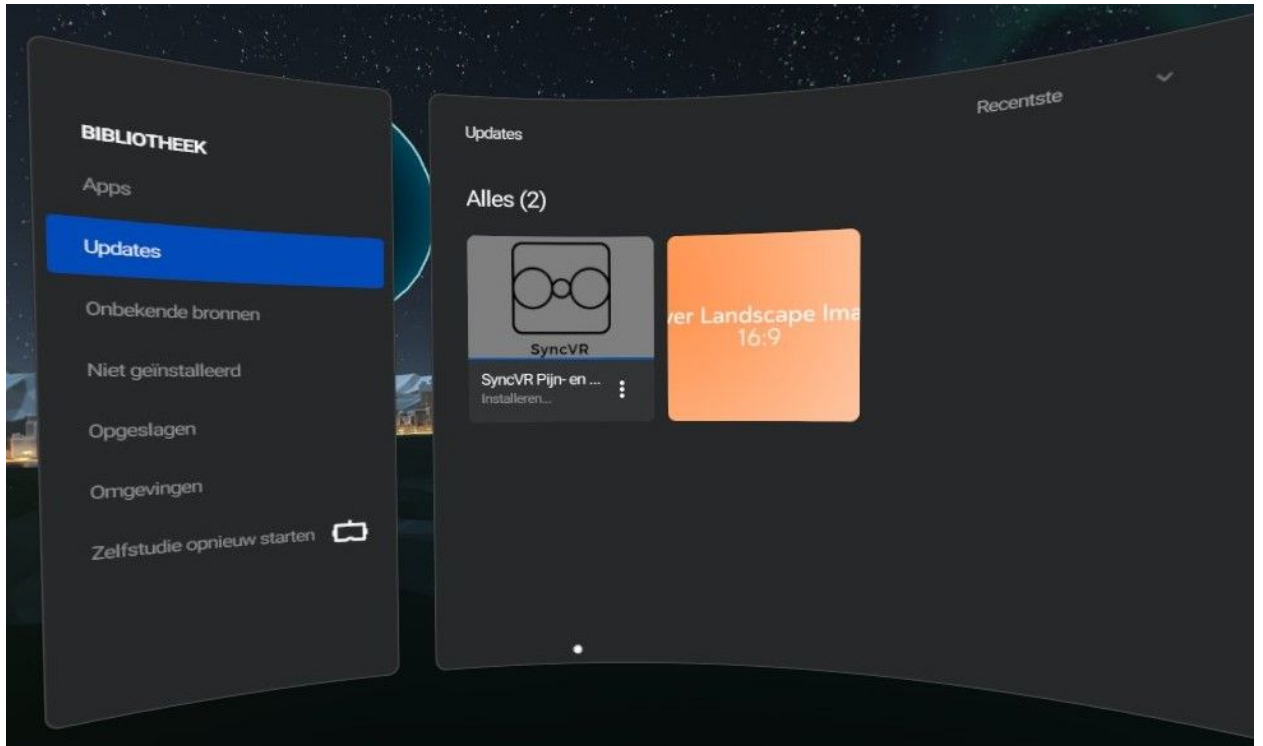 BIBLIOTHEEK
Apps
Updates
Onbekende bronnen
Niet geïnstalleerd
Opgeslagen
Omgevingen
Zelfstudie opnieuw starten
Updates
Recentste
Alles (2)
SyncVR
SyncVR Pijn- en ...
Installeren...
ver Landscape Ima
16:9